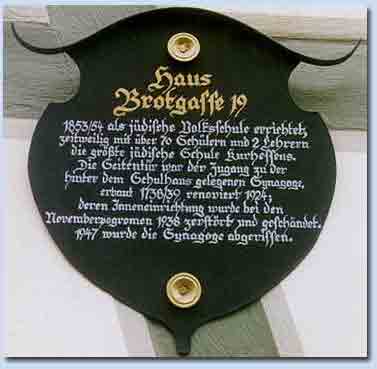 Haus
Brotgasse 19
1853/54 als jüdische Volksschule errichtet,
zeitweilig mit über 70 Schülern und 2 Lehrern
die größte jüdische Schule Kurhessens.
Die Seitentür war der Zugang zu der
hinter dem Schulhaus gelegenen Synagoge,
erbaut 1738/39 renoviert 1924;
deren Inneneinrichtung wurde bei den
Novemberpogromen 1938 zerstört und geschändet.
1947 wurde die Synagoge abgerissen.